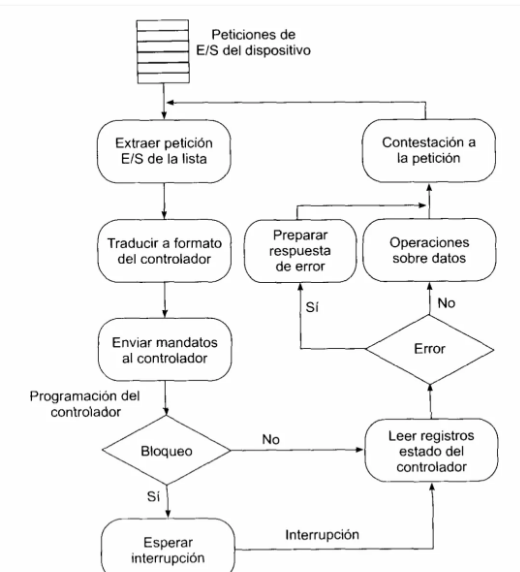 Peticiones de
E/S del dispositivo
Extraer petición
E/S de la lista
Contestación a
la petición
Traducir a formato
del controlador
Preparar
respuesta
de error
Operaciones
sobre datos
Sí
No
Enviar mandatos
al controlador
Error
Programación del
controlador
Bloqueo
No
Leer registros
estado del
controlador
Sí
Esperar
interrupción
Interrupción